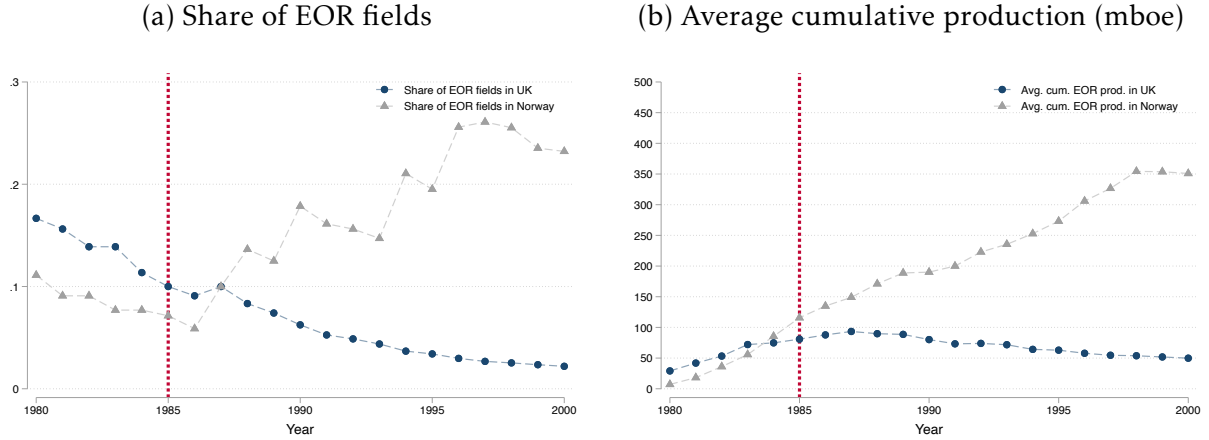 (a) Share of EOR fields
.3
.2
.1
0
1980 1985 1990 1995 2000
Year
Share of EOR fields in UK
Share of EOR fields in Norway
(b) Average cumulative production (mboe)
500
450
400
350
300
250
200
150
100
50
0
1980 1985 1990 1995 2000
Year
Avg. cum. EOR prod. in UK
Avg. cum. EOR prod. in Norway